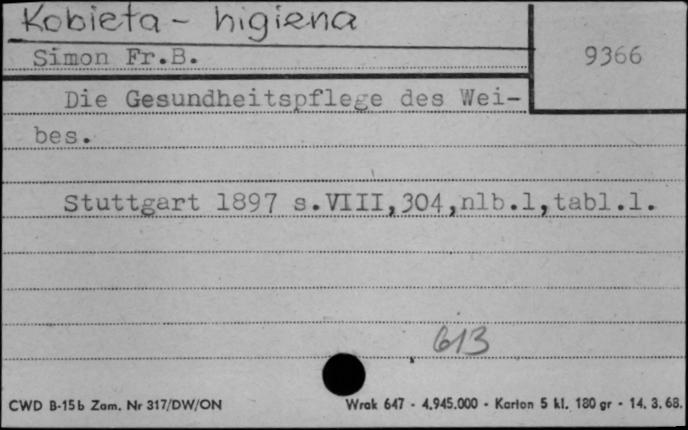 Kobieta - higiena
Simon Fr.B.
9366
Die Gesundheitspflege des Wei-
bes.
Stuttgart 1897 s.VIII,304,nlb.1,tabl.1.
613
CWD B-15b Zam. Nr 317/DW/ON
Wrak 647 - 4.945.000 - Karton 5 kl. 180 gr - 14. 3. 68.